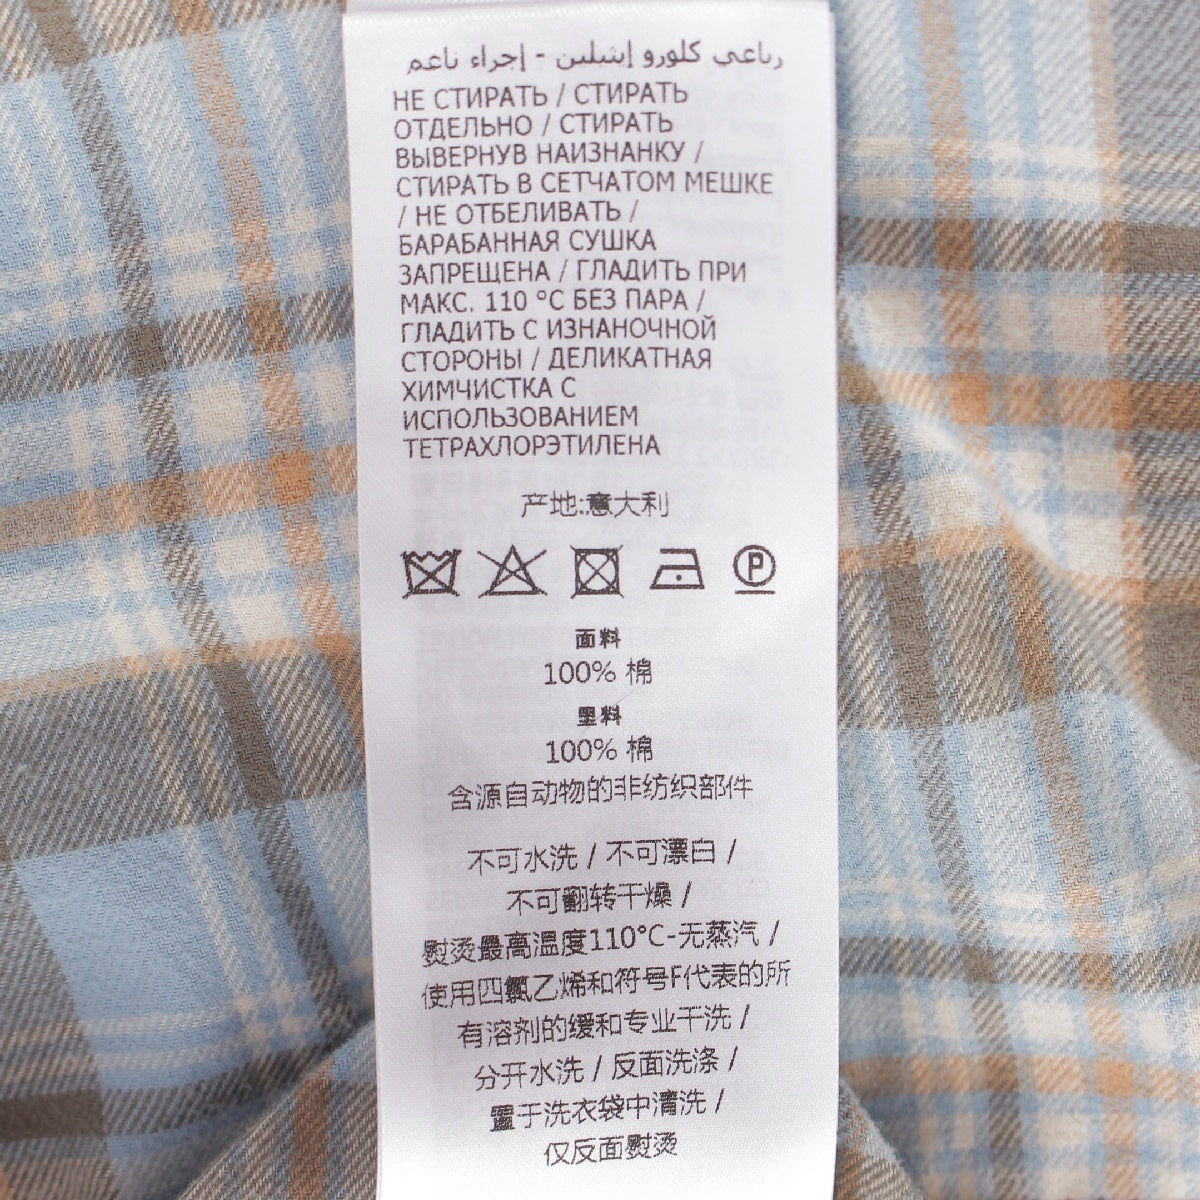 رباعي كلورو إيثيلين - إجراء ناعم
НЕ СТИРАТЬ / СТИРАТЬ
ОТДЕЛЬНО / СТИРАТЬ
ВЫВЕРНУВ НАИЗНАНКУ /
СТИРАТЬ В СЕТЧАТОМ МЕШКЕ
/ НЕ ОТБЕЛИВАТЬ /
БАРАБАННАЯ СУШКА
ЗАПРЕЩЕНА / ГЛАДИТЬ ПРИ
МАКС. 110 °C БЕЗ ПАРА /
ГЛАДИТЬ С ИЗНАНОЧНОЙ
СТОРОНЫ / ДЕЛИКАТНАЯ
ХИМЧИСТКА С
ИСПОЛЬЗОВАНИЕМ
ТЕТРАХЛОРЭТИЛЕНА
产地:意大利
P
面料
100% 棉
里料
100% 棉
含源自动物的非纺织部件
不可水洗 / 不可漂白 /
不可翻转干燥 /
熨烫最高温度110°C-无蒸汽 /
使用四氯乙烯和符号F代表的所
有溶剂的缓和专业干洗 /
分开水洗 / 反面洗涤 /
置于洗衣袋中清洗 /
仅反面熨烫